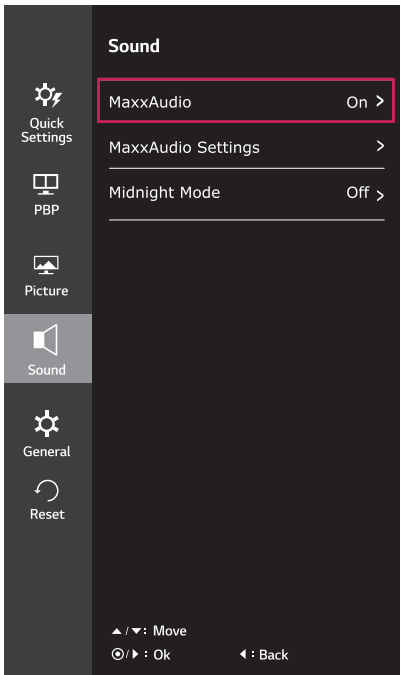 Sound
MaxxAudio On >
MaxxAudio Settings >
Midnight Mode Off >
Quick
Settings
PBP
Picture
Sound
General
Reset
▲/▼: Move
◉/▶ : Ok ◀ : Back